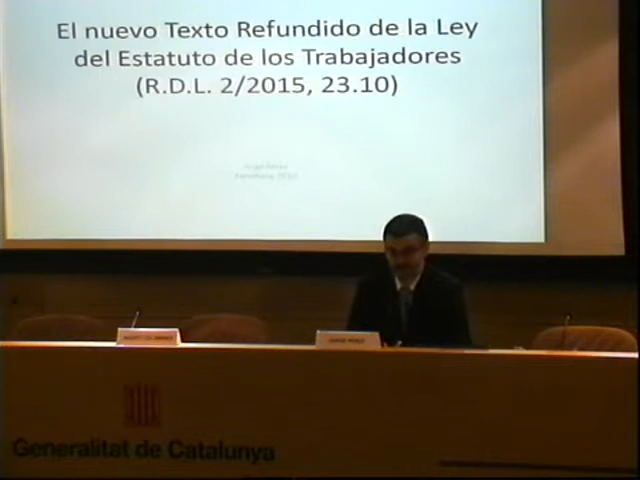 El nuevo Texto Refundido de la Ley
del Estatuto de los Trabajadores
(R.D.L. 2/2015, 23.10)
Generalitat de Catalunya